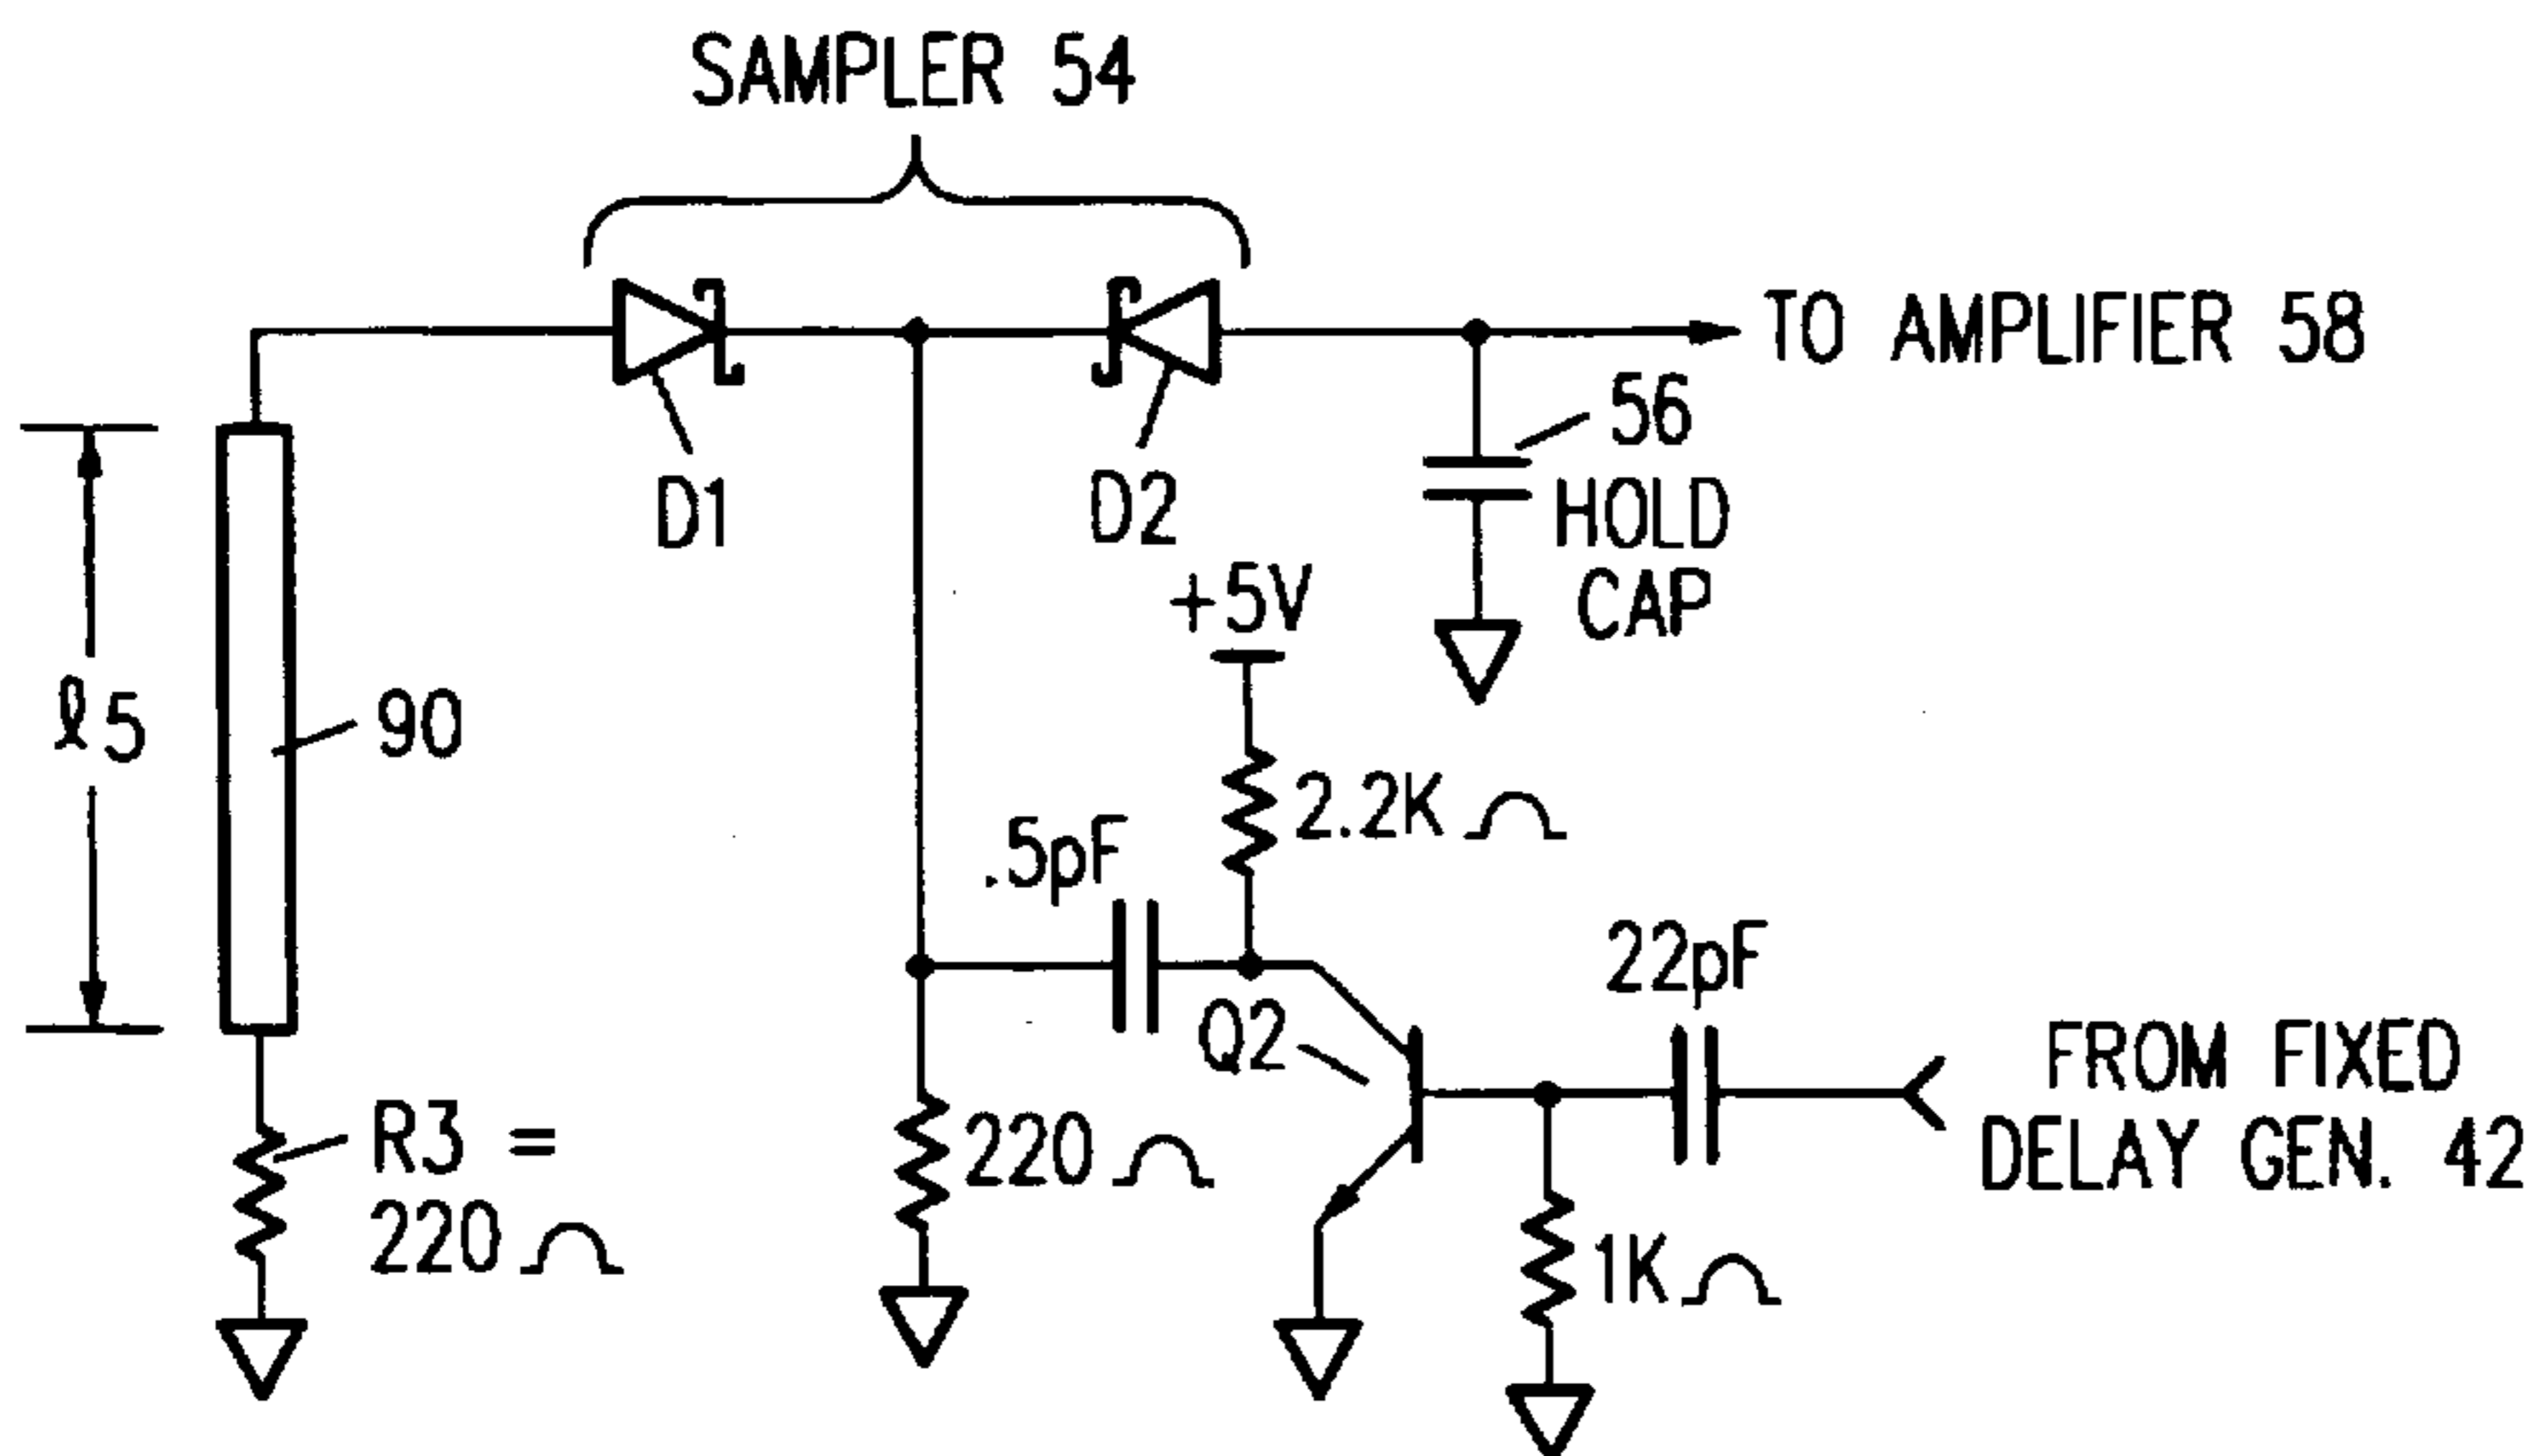 SAMPLER 54
TO AMPLIFIER 58
D1
D2
56
HOLD
CAP
+5V
ℓ5
90
2.2K Ω
.5pF
22pF
Q2
FROM FIXED
DELAY GEN. 42
R3 =
220 Ω
220 Ω
1K Ω